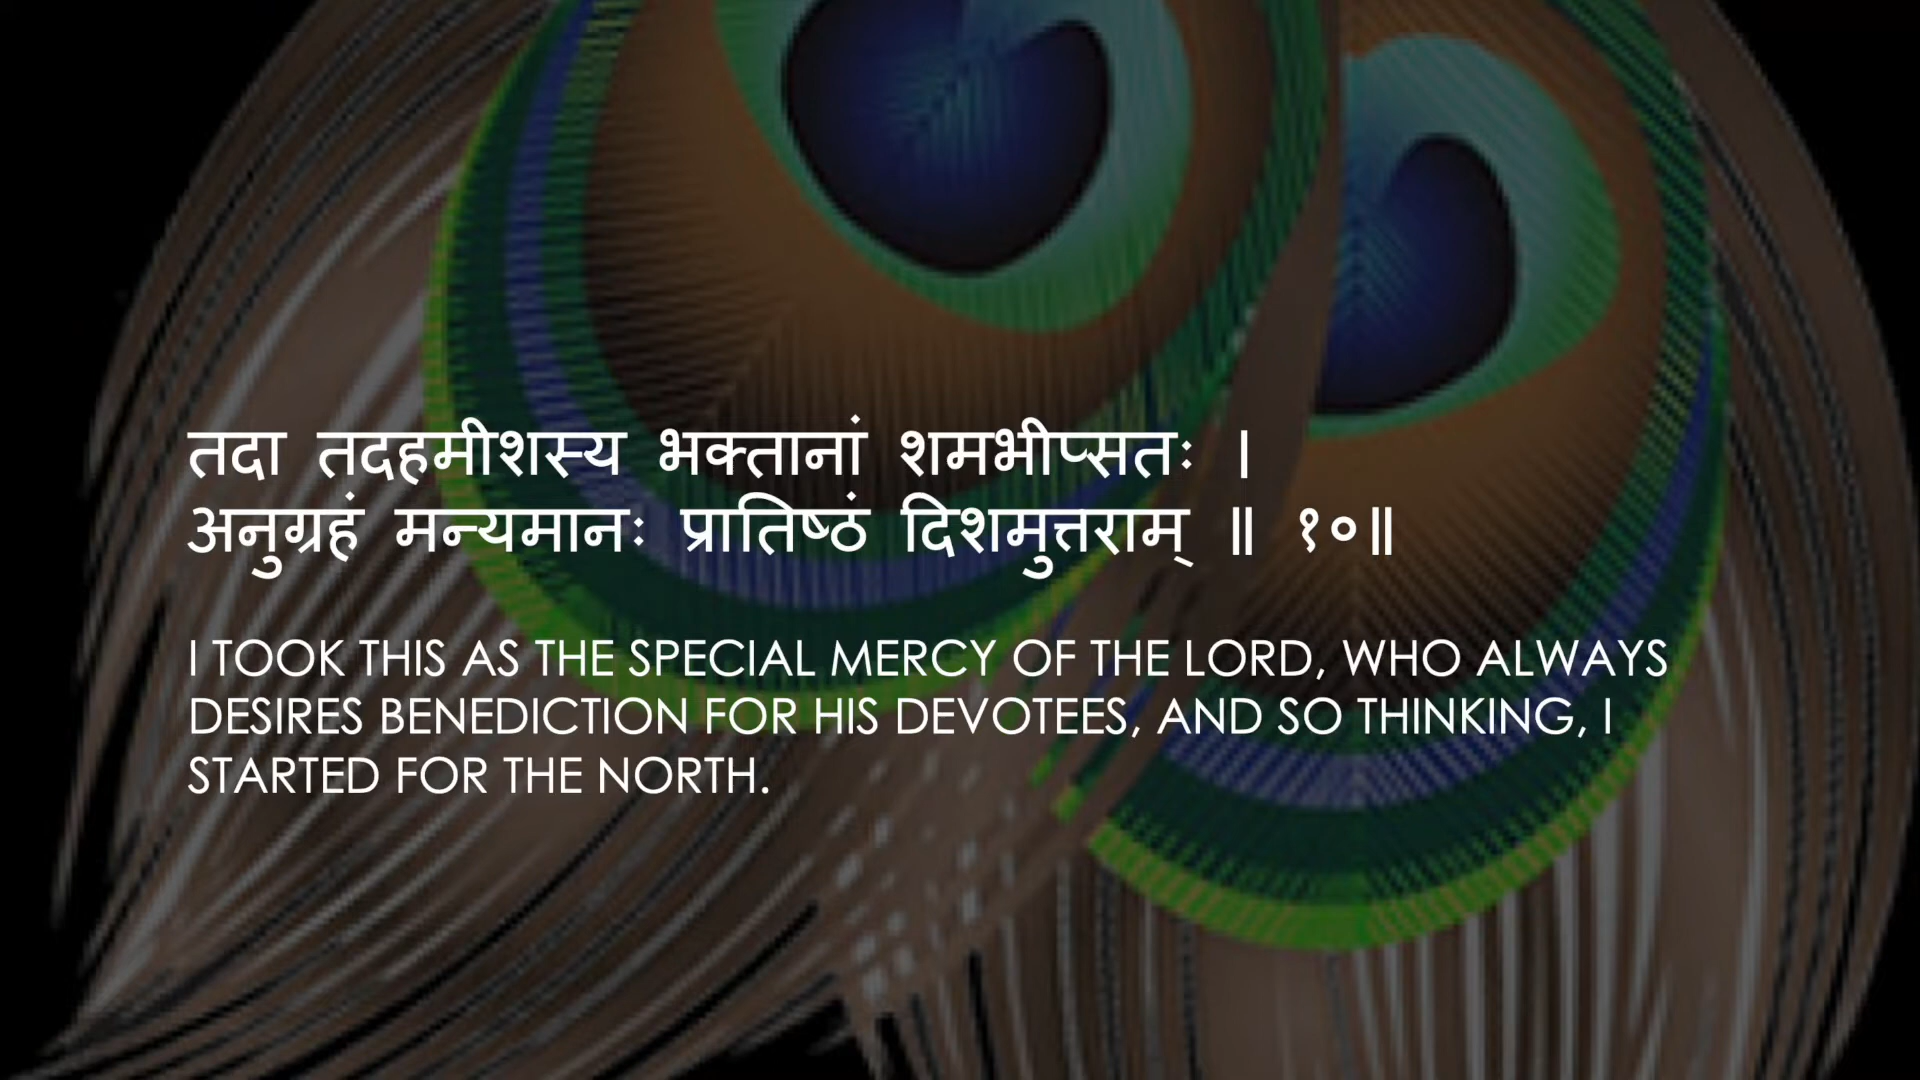 तदा तदहमीशस्य भक्तानां शमभीप्सतः ।
अनुग्रहं मन्यमानः प्रातिष्ठं दिशमुत्तराम् ॥ १०॥
I TOOK THIS AS THE SPECIAL MERCY OF THE LORD, WHO ALWAYS
DESIRES BENEDICTION FOR HIS DEVOTEES, AND SO THINKING, I
STARTED FOR THE NORTH.